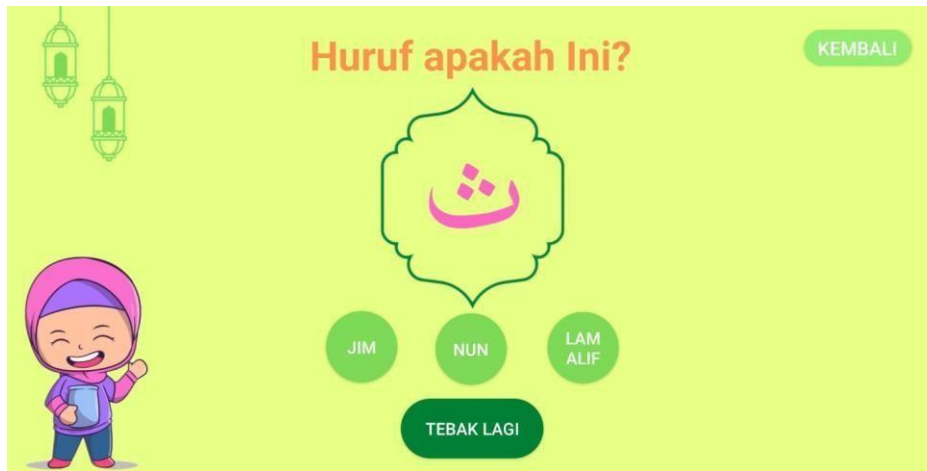 Huruf apakah Ini?
KEMBALI
ث
JIM
NUN
LAM
ALIF
TEBAK LAGI